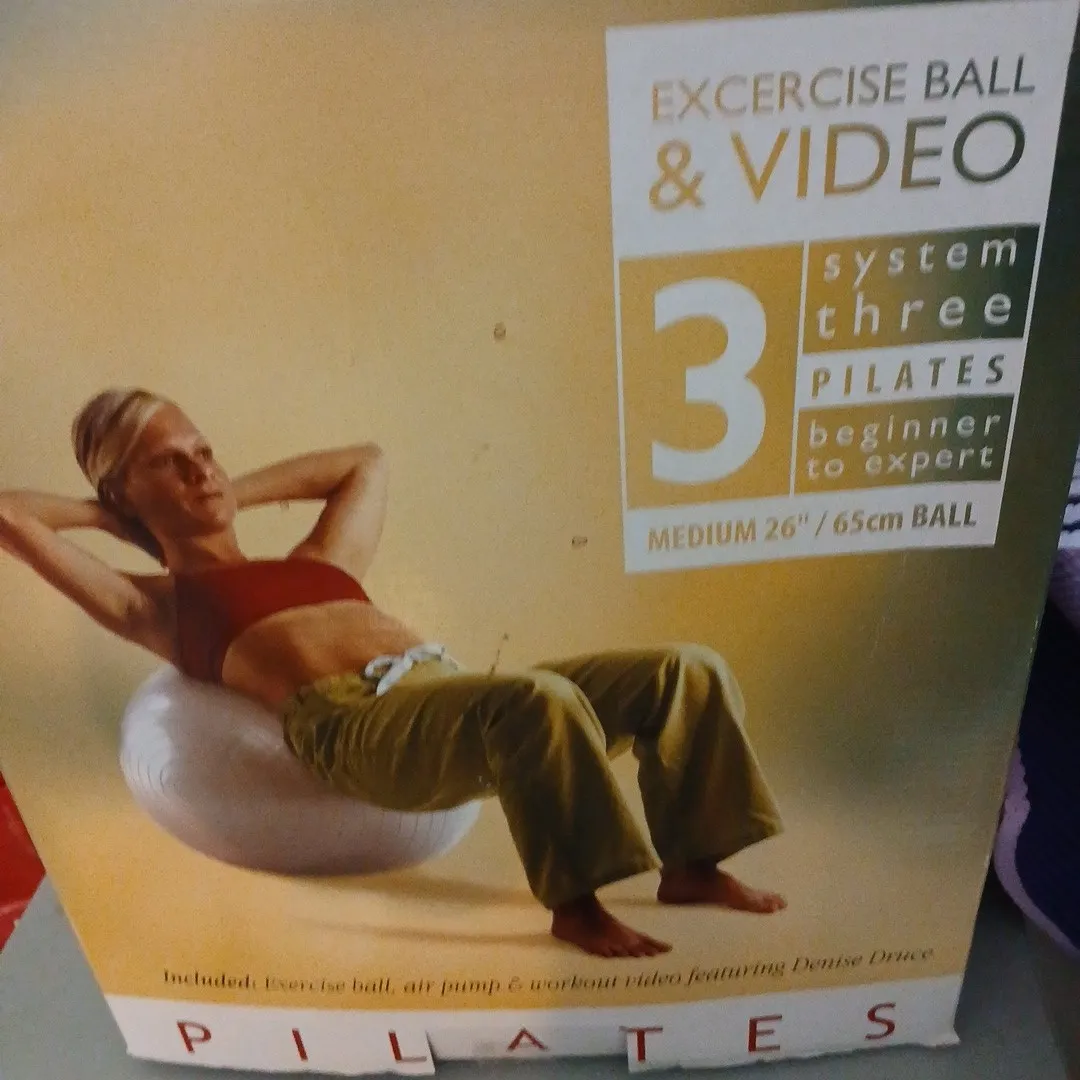 EXCERCISE BALL
& VIDEO
3
system
three
PILATES
beginner
to expert
MEDIUM 26" / 65cm BALL
Included: Exercise ball, air pump & workout video featuring Denise Druce
PILATES